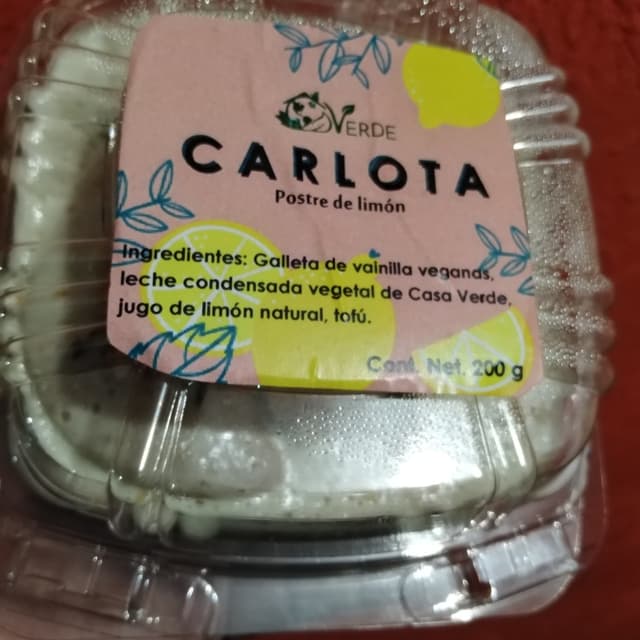 VERDE
CARLOTA
Postre de limón
Ingredientes: Galleta de vainilla veganas,
leche condensada vegetal de Casa Verde,
jugo de limón natural, tofú.
Cont. Net. 200 g